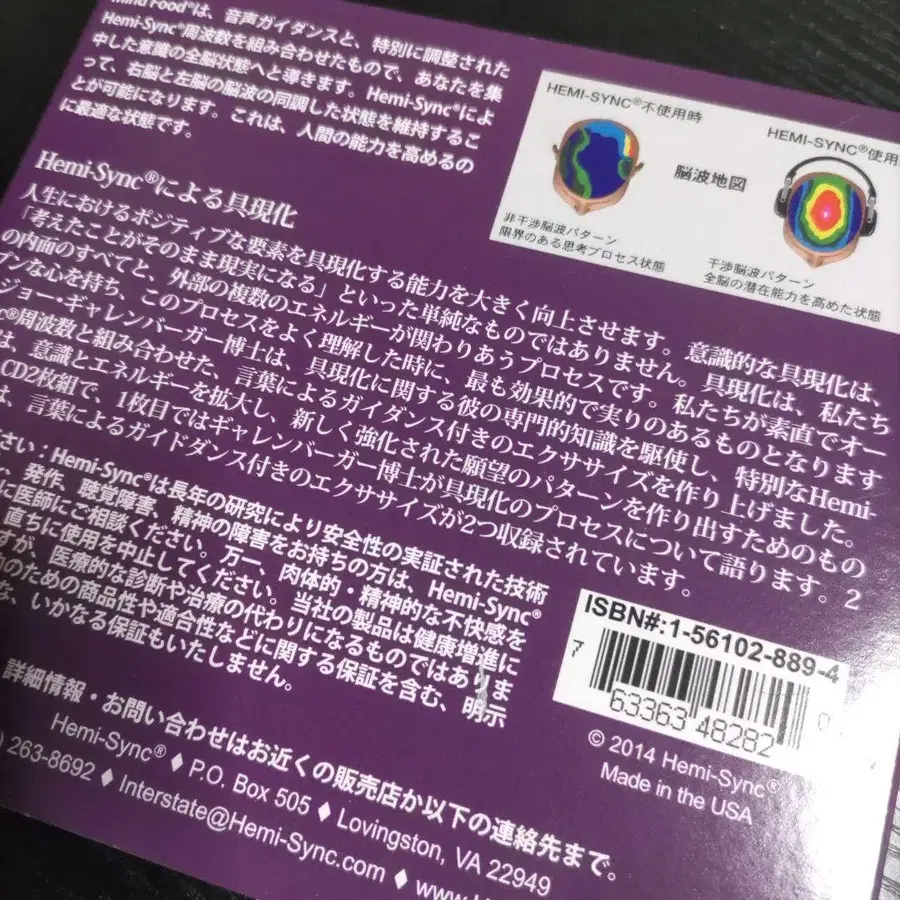 Mind Food®は、音声ガイダンスと、特別に調整された
Hemi-Sync®周波数を組み合わせたもので、あなたを集
中した意識の全脳状態へと導きます。Hemi-Sync®によ
って、右脳と左脳の脳波の同調した状態を維持するこ
とが可能になります。これは、人間の能力を高めるの
に最適な状態です。
HEMI-SYNC®不使用時
HEMI-SYNC®使用
脳波地図
非干渉脳波パターン
限界のある思考プロセス状態
干渉脳波パターン
全脳の潜在能力を高めた状態
Hemi-Sync®による具現化
人生におけるポジティブな要素を具現化する能力を大きく向上させます。意識的な具現化は、
「考えたことがそのまま現実になる」といった単純なものではありません。具現化は、私たち
の内面のすべてと、外部の複数のエネルギーが関わりあうプロセスです。私たちが素直でオー
プンな心を持ち、このプロセスをよく理解した時に、最も効果的で実りのあるものとなります
ジョー・ギャレンバーガー博士は、具現化に関する彼の専門的知識を駆使し、特別なHemi-
c®周波数と組み合わせた、言葉によるガイダンス付きのエクササイズを作り上げました。
は、意識とエネルギーを拡大し、新しく強化された願望のパターンを作り出すためのもの
CD2枚組で、1枚目ではギャレンバーガー博士が具現化のプロセスについて語ります。2
は、言葉によるガイドダンス付きのエクササイズが2つ収録されています。
さい：Hemi-Sync®は長年の研究により安全性の実証された技術
発作、聴覚障害、精神の障害をお持ちの方は、Hemi-Sync®
に医師にご相談ください。万一、肉体的・精神的な不快感を
直ちに使用を中止してください。当社の製品は健康増進に
すが、医療的な診断や治療の代わりになるものではありま
のための商品性や適合性などに関する保証を含む、明示
な、いかなる保証もいたしません。
ISBN#:1-56102-889-4
7 63363 48282 0
© 2014 Hemi-Sync®
Made in the USA
詳細情報・お問い合わせはお近くの販売店か以下の連絡先まで。
Hemi-Sync® ♦ P.O. Box 505 ♦ Lovingston, VA 22949
) 263-8692 ♦ Interstate@Hemi-Sync.com ♦ www.